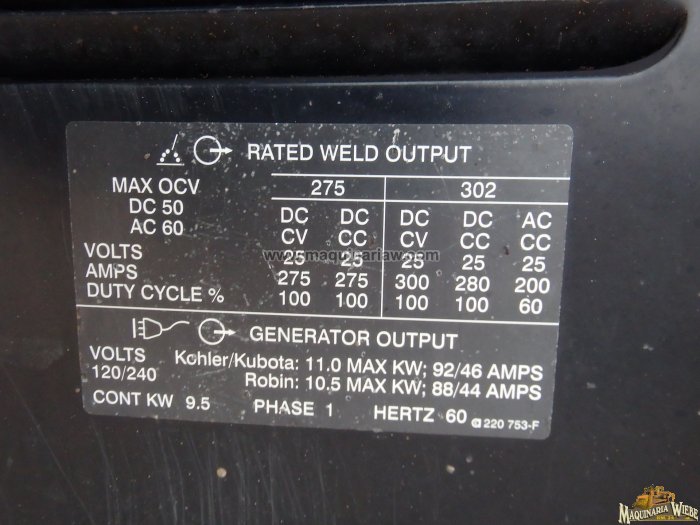 RATED WELD OUTPUT
MAX OCV 275 302
DC 50 DC DC DC DC AC
AC 60 CV CC CV CC CC
VOLTS 25 25 25 25 25
AMPS 275 275 300 280 200
DUTY CYCLE % 100 100 100 100 60
www.maquinariaw.com
GENERATOR OUTPUT
VOLTS Kohler/Kubota: 11.0 MAX KW; 92/46 AMPS
120/240 Robin: 10.5 MAX KW; 88/44 AMPS
CONT KW 9.5 PHASE 1 HERTZ 60 220 753-F
MAQUINARIA WIEBE